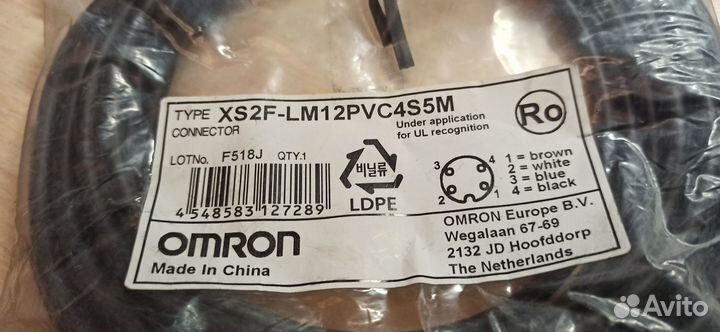 TYPE XS2F-LM12PVC4S5M
CONNECTOR
Under application
for UL recognition
Ro
LOTNo. F518J QTY.1
4 548583 127289
비닐류
LDPE
3 4
2 1
1 = brown
2 = white
3 = blue
4 = black
OMRON
Made In China
OMRON Europe B.V.
Wegalaan 67-69
2132 JD Hoofddorp
The Netherlands
Avito